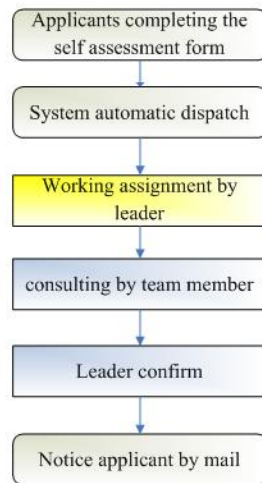 Applicants completing the
self assessment form
System automatic dispatch
Working assignment by
leader
consulting by team member
Leader confirm
Notice applicant by mail